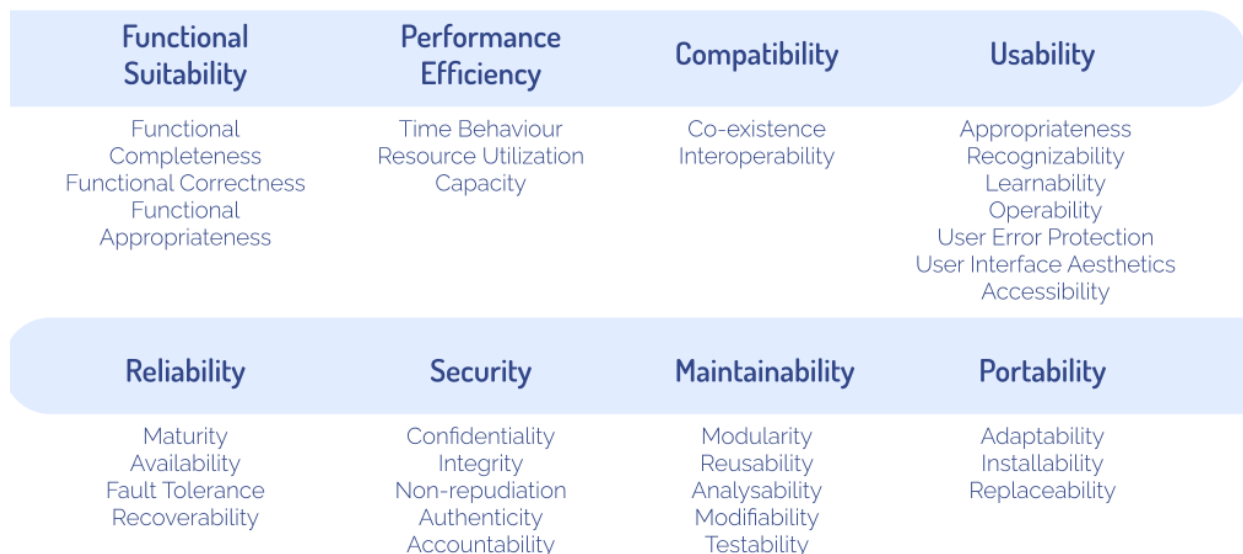 Functional
Suitability
Performance
Efficiency
Compatibility
Usability
Functional
Completeness
Functional Correctness
Functional
Appropriateness
Time Behaviour
Resource Utilization
Capacity
Co-existence
Interoperability
Appropriateness
Recognizability
Learnability
Operability
User Error Protection
User Interface Aesthetics
Accessibility
Reliability
Security
Maintainability
Portability
Maturity
Availability
Fault Tolerance
Recoverability
Confidentiality
Integrity
Non-repudiation
Authenticity
Accountability
Modularity
Reusability
Analysability
Modifiability
Testability
Adaptability
Installability
Replaceability